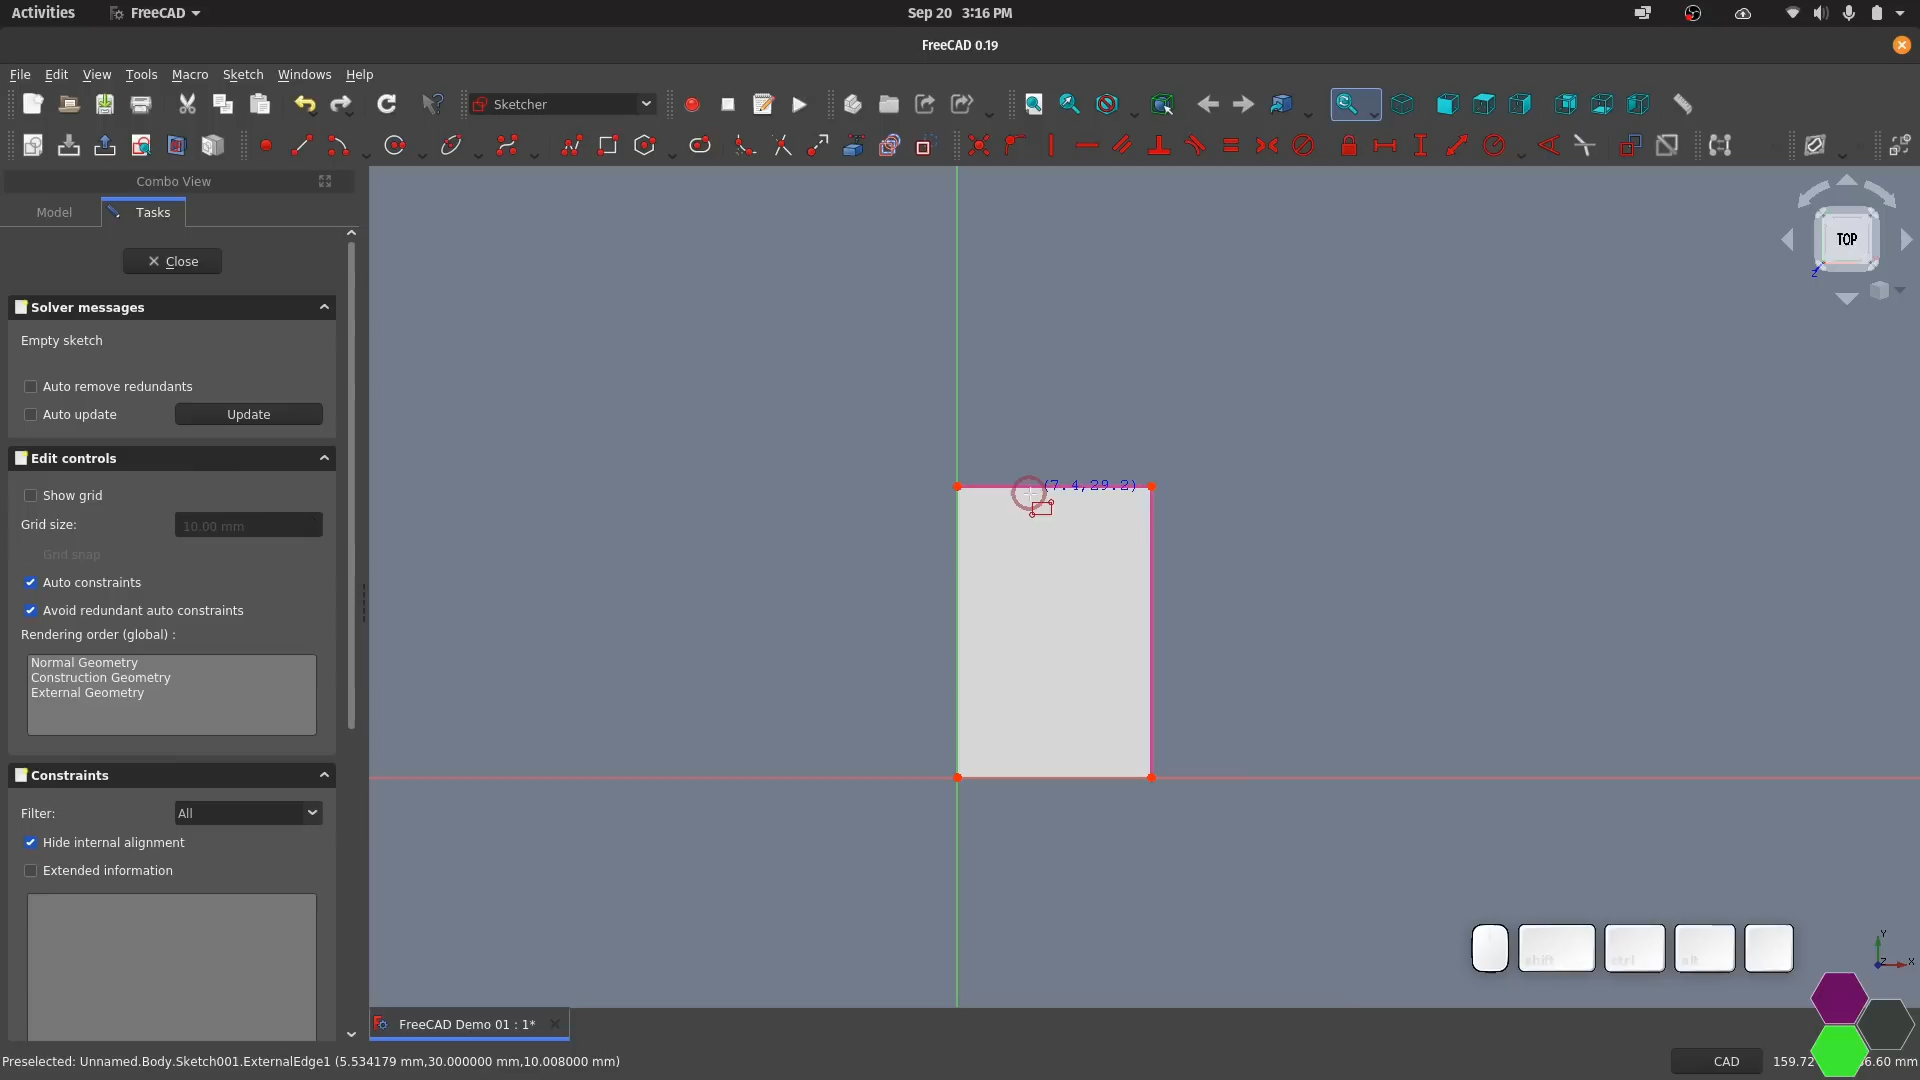 Activities
FreeCAD
Sep 20 3:16 PM
FreeCAD 0.19
File Edit View Tools Macro Sketch Windows Help
Sketcher
Combo View
Model
Tasks
Close
Solver messages
Empty sketch
Auto remove redundants
Auto update
Update
Edit controls
Show grid
Grid size:
10.00 mm
Grid snap
Auto constraints
Avoid redundant auto constraints
Rendering order (global) :
Normal Geometry
Construction Geometry
External Geometry
Constraints
Filter:
All
Hide internal alignment
Extended information
(7.4,29.2)
TOP
Z
shift
ctrl
alt
Y
Z
X
FreeCAD Demo 01 : 1*
Preselected: Unnamed.Body.Sketch001.ExternalEdge1 (5.534179 mm,30.000000 mm,10.008000 mm)
CAD
159.72
6.60 mm